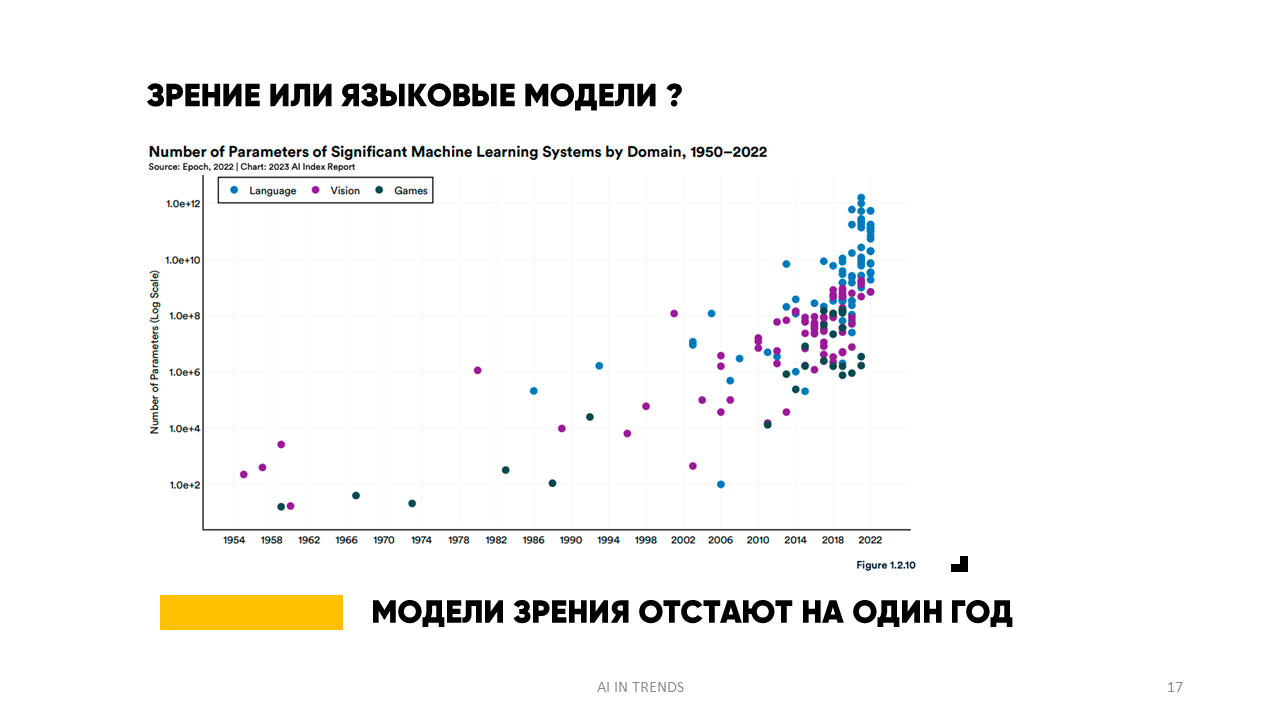 ЗРЕНИЕ ИЛИ ЯЗЫКОВЫЕ МОДЕЛИ ?
Number of Parameters of Significant Machine Learning Systems by Domain, 1950–2022
Source: Epoch, 2022 | Chart: 2023 AI Index Report
Language Vision Games
1.0e+12
1.0e+10
1.0e+8
1.0e+6
1.0e+4
1.0e+2
Number of Parameters (Log Scale)
1954 1958 1962 1966 1970 1974 1978 1982 1986 1990 1994 1998 2002 2006 2010 2014 2018 2022
Figure 1.2.10
МОДЕЛИ ЗРЕНИЯ ОТСТАЮТ НА ОДИН ГОД
AI IN TRENDS
17